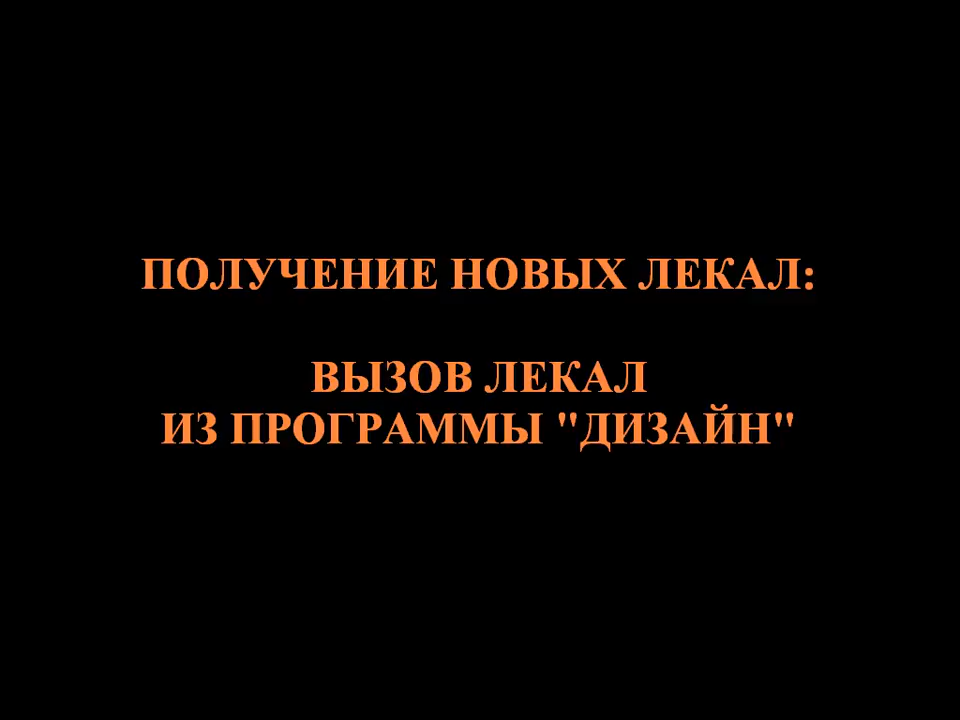 ПОЛУЧЕНИЕ НОВЫХ ЛЕКАЛ:
ВЫЗОВ ЛЕКАЛ
ИЗ ПРОГРАММЫ "ДИЗАЙН"